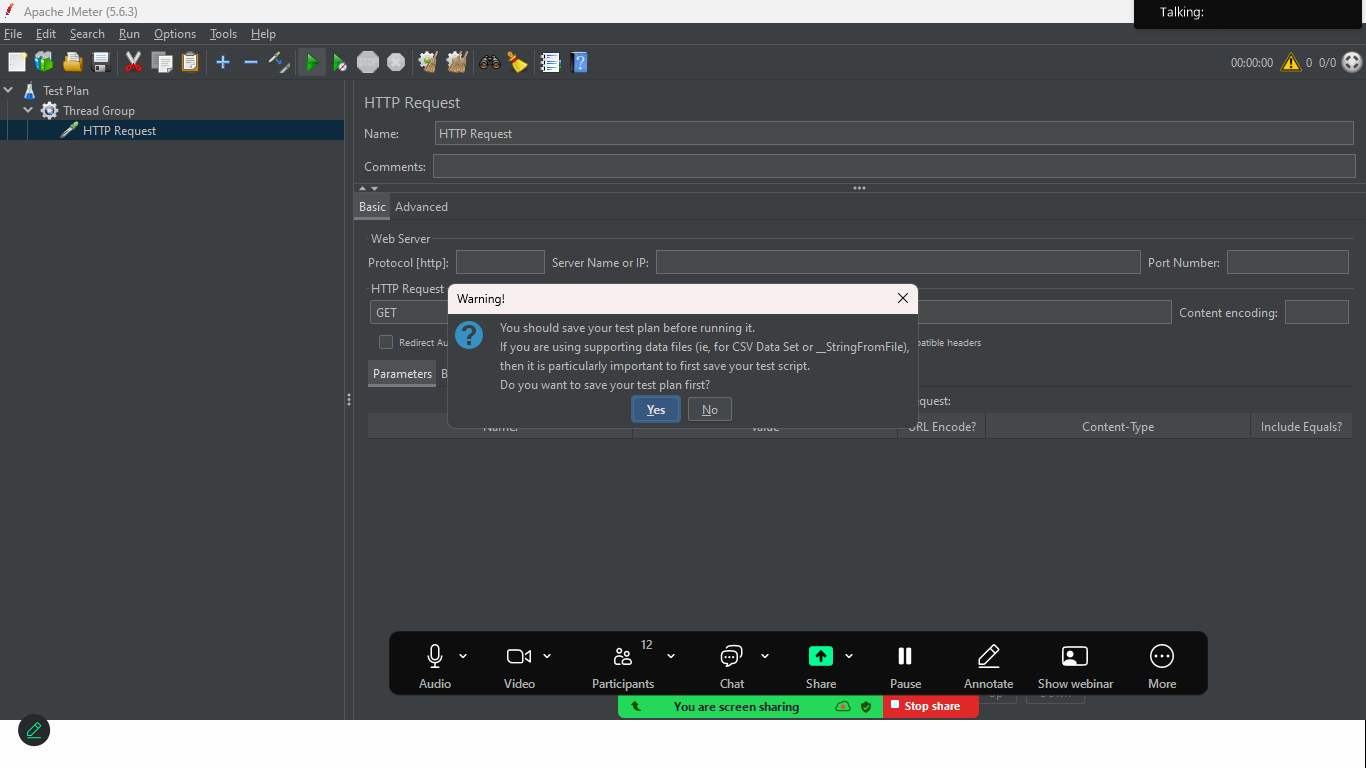 Apache JMeter (5.6.3)
Talking:
File Edit Search Run Options Tools Help
STOP
00:00:00 0 0/0
Test Plan
Thread Group
HTTP Request
HTTP Request
Name: HTTP Request
Comments:
Basic Advanced
Web Server
Protocol [http]: Server Name or IP: Port Number:
HTTP Request
GET Content encoding:
Redirect Au
patible headers
Parameters B
quest:
Name: Value URL Encode? Content-Type Include Equals?
Warning!
You should save your test plan before running it.
If you are using supporting data files (ie, for CSV Data Set or __StringFromFile),
then it is particularly important to first save your test script.
Do you want to save your test plan first?
Yes No
12
Audio Video Participants Chat Share Pause Annotate Show webinar More
Up Down
You are screen sharing Stop share